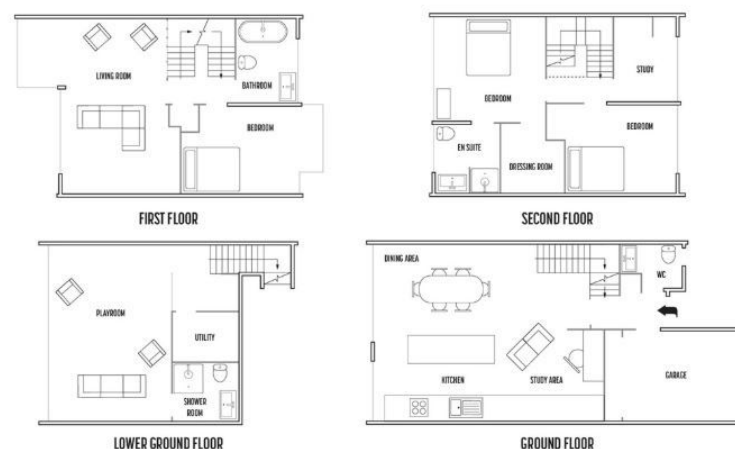 LIVING ROOM
BATHROOM
BEDROOM
FIRST FLOOR
BEDROOM
STUDY
BEDROOM
EN SUITE
DRESSING ROOM
SECOND FLOOR
PLAYROOM
UTILITY
SHOWER
ROOM
LOWER GROUND FLOOR
DINING AREA
WC
KITCHEN
STUDY AREA
GARAGE
GROUND FLOOR